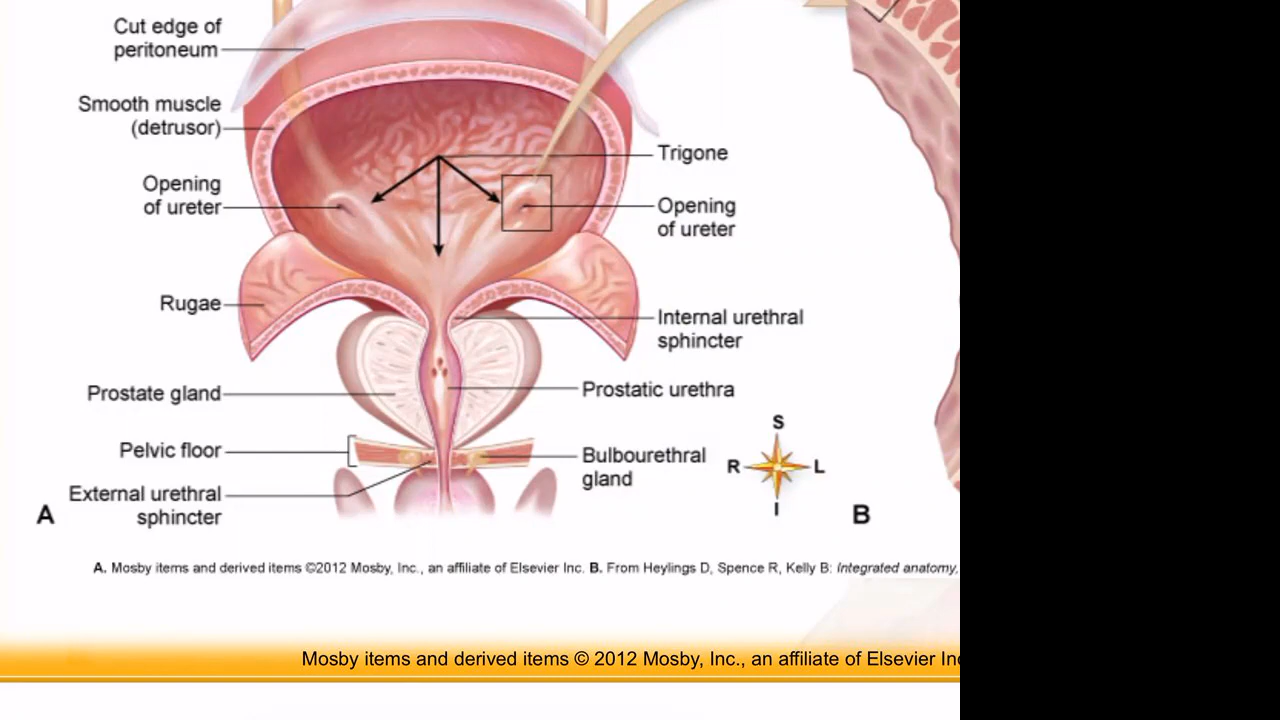 Cut edge of
peritoneum
Smooth muscle
(detrusor)
Trigone
Opening
of ureter
Opening
of ureter
Rugae
Internal urethral
sphincter
Prostate gland
Prostatic urethra
Pelvic floor
Bulbourethral
gland
External urethral
sphincter
S
R
L
I
A
B
A. Mosby items and derived items ©2012 Mosby, Inc., an affiliate of Elsevier Inc. B. From Heylings D, Spence R, Kelly B: Integrated anatomy,
Mosby items and derived items © 2012 Mosby, Inc., an affiliate of Elsevier Inc